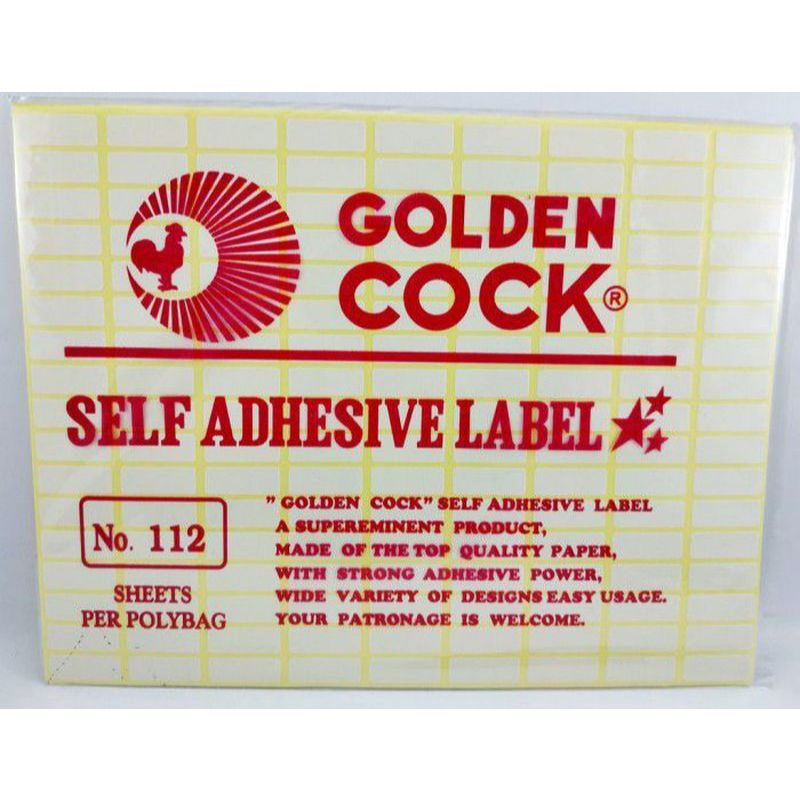 GOLDEN
COCK®
SELF ADHESIVE LABEL
No. 112
SHEETS
PER POLYBAG
" GOLDEN COCK" SELF ADHESIVE LABEL
A SUPEREMINENT PRODUCT,
MADE OF THE TOP QUALITY PAPER,
WITH STRONG ADHESIVE POWER,
WIDE VARIETY OF DESIGNS EASY USAGE.
YOUR PATRONAGE IS WELCOME.